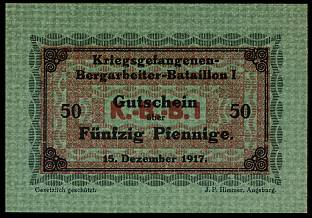 Kriegsgefangenen-
Bergarbeiter-Bataillon I
50 Gutschein 50
über
K.-B.-B.1
Fünfzig Pfennige.
15. Dezember 1917.
Gesetzlich geschützt. J. P. Himmer, Augsburg.